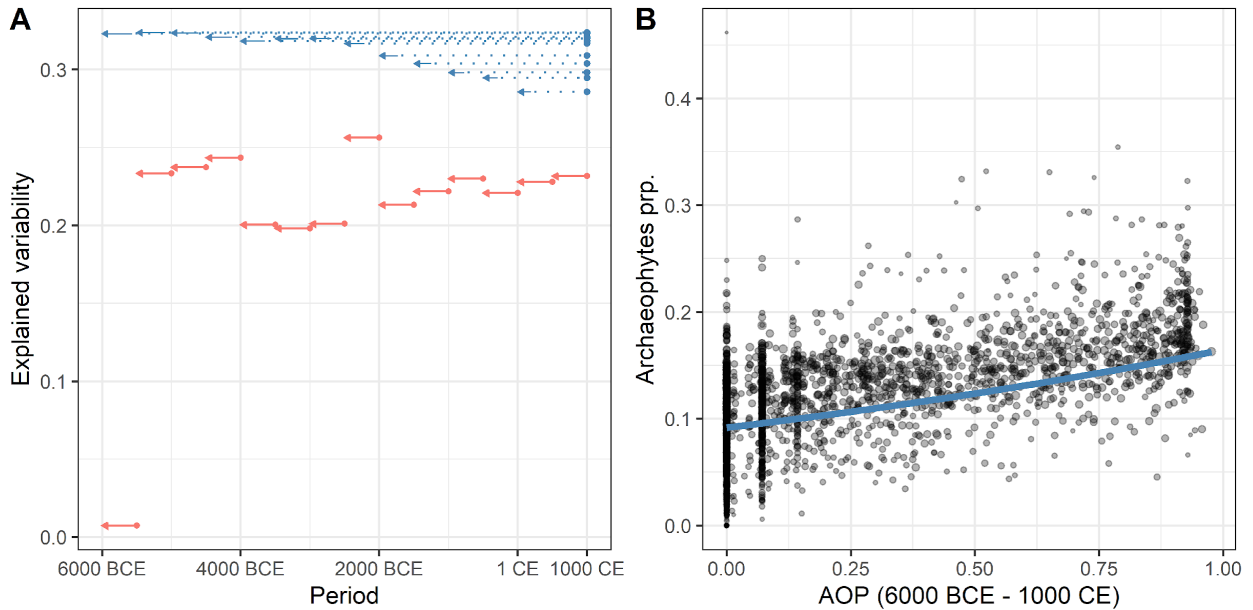 A
Explained variability
0.3
0.2
0.1
0.0
6000 BCE 4000 BCE 2000 BCE 1 CE 1000 CE
Period
B
Archaeophytes prp.
0.4
0.3
0.2
0.1
0.0
0.00 0.25 0.50 0.75 1.00
AOP (6000 BCE - 1000 CE)